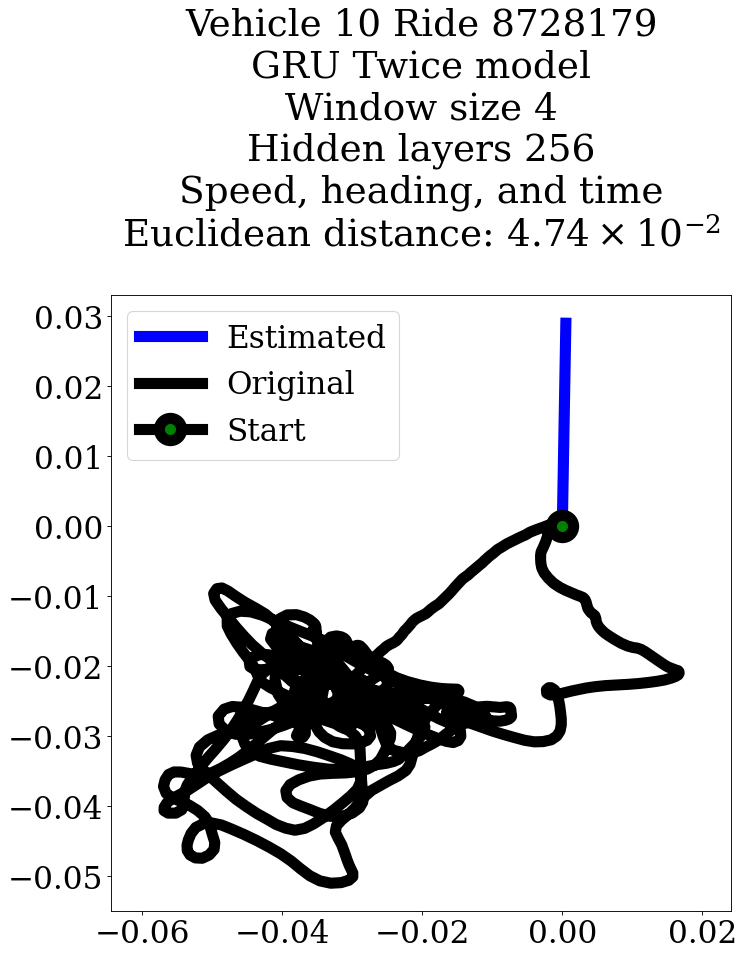 Vehicle 10 Ride 8728179
GRU Twice model
Window size 4
Hidden layers 256
Speed, heading, and time
Euclidean distance: 4.74 × 10⁻²
Estimated
Original
Start
0.03
0.02
0.01
0.00
−0.01
−0.02
−0.03
−0.04
−0.05
−0.06 −0.04 −0.02 0.00 0.02